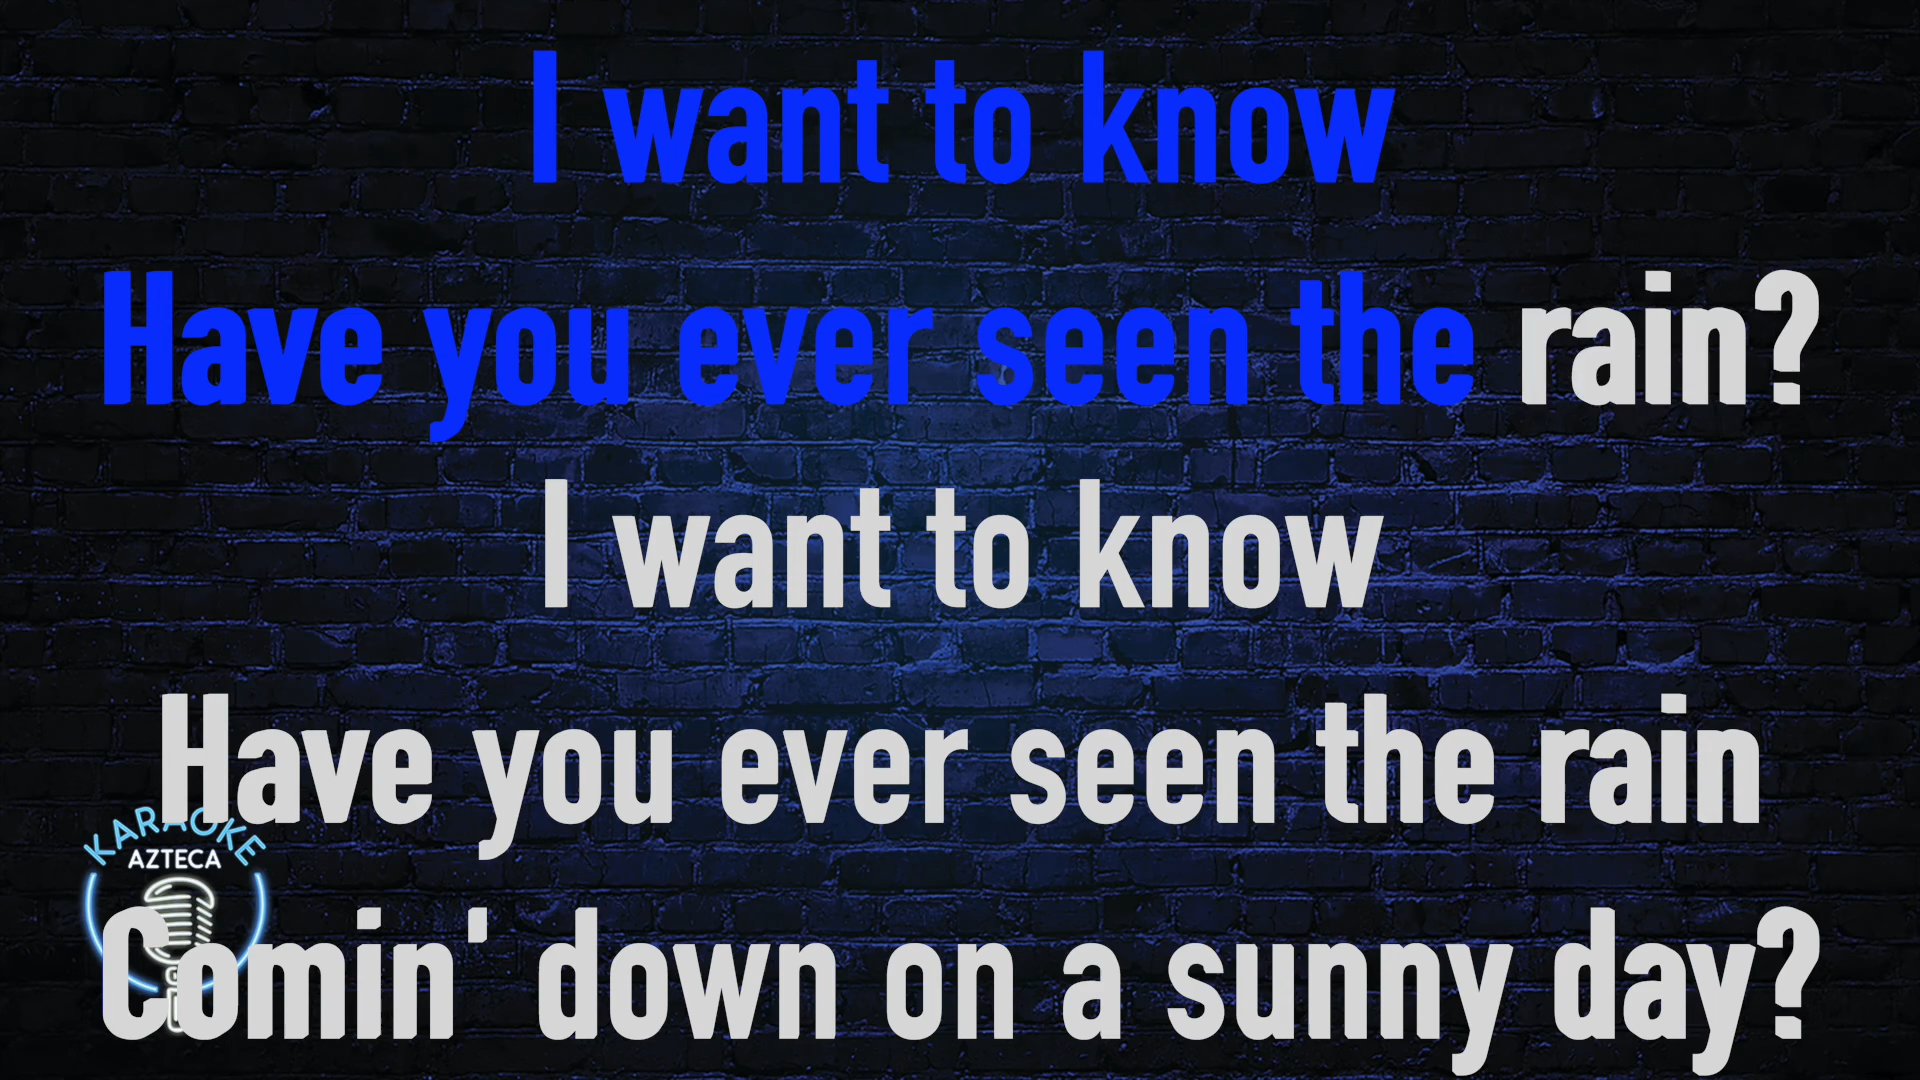 I want to know
Have you ever seen the rain?
I want to know
Have you ever seen the rain
KARAOKE
AZTECA
Comin' down on a sunny day?